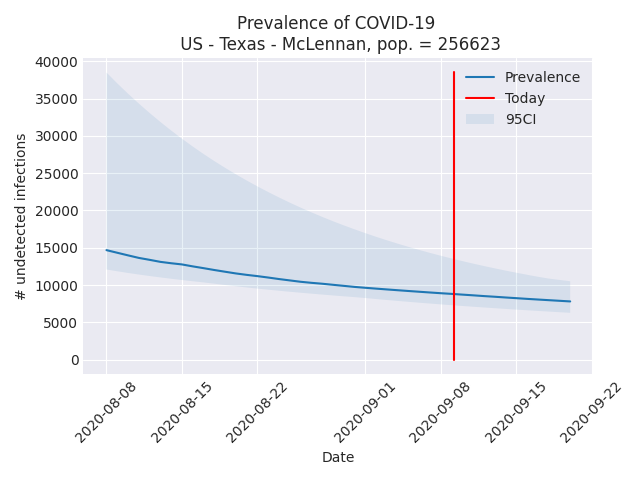 Prevalence of COVID-19
US - Texas - McLennan, pop. = 256623
40000
35000
30000
25000
20000
15000
10000
5000
0
# undetected infections
Prevalence
Today
95CI
2020-08-08
2020-08-15
2020-08-22
2020-09-01
2020-09-08
2020-09-15
2020-09-22
Date